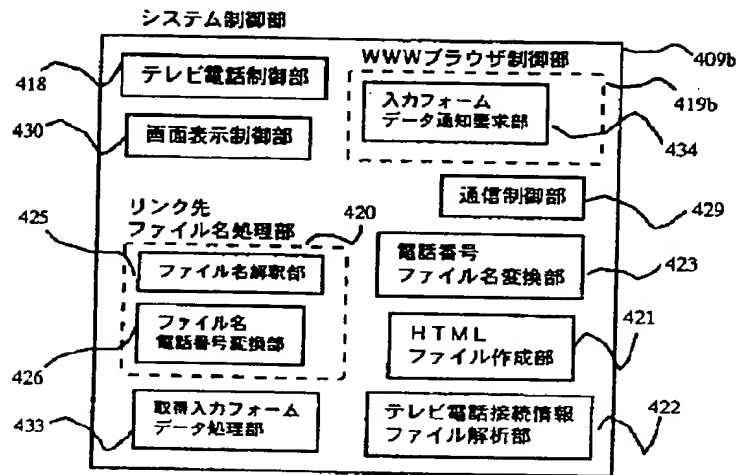 システム制御部
409b
418
テレビ電話制御部
WWWブラウザ制御部
419b
入力フォーム
データ通知要求部
434
430
画面表示制御部
通信制御部
429
リンク先
ファイル名処理部
420
425
ファイル名解釈部
電話番号
ファイル名変換部
423
ファイル名
電話番号変換部
426
HTML
ファイル作成部
421
433
取得入力フォーム
データ処理部
テレビ電話接続情報
ファイル解析部
422